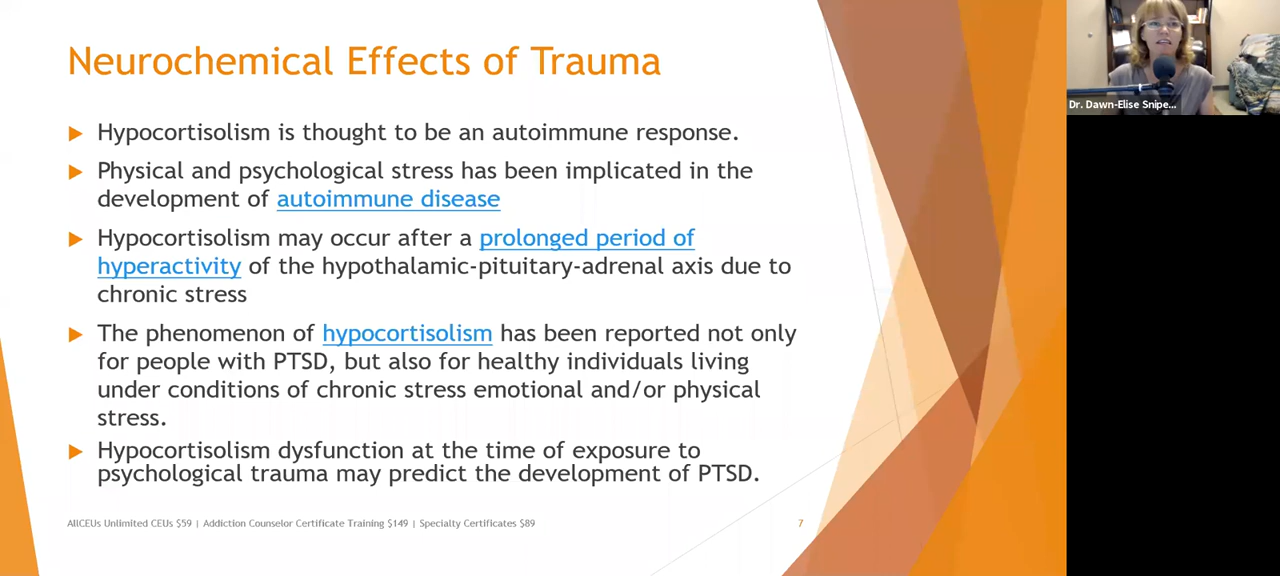 Neurochemical Effects of Trauma
Hypocortisolism is thought to be an autoimmune response.
Physical and psychological stress has been implicated in the
development of autoimmune disease
Hypocortisolism may occur after a prolonged period of
hyperactivity of the hypothalamic-pituitary-adrenal axis due to
chronic stress
The phenomenon of hypocortisolism has been reported not only
for people with PTSD, but also for healthy individuals living
under conditions of chronic stress emotional and/or physical
stress.
Hypocortisolism dysfunction at the time of exposure to
psychological trauma may predict the development of PTSD.
AllCEUs Unlimited CEUs $59 | Addiction Counselor Certificate Training $149 | Specialty Certificates $89
7
Dr. Dawn-Elise Snipe...